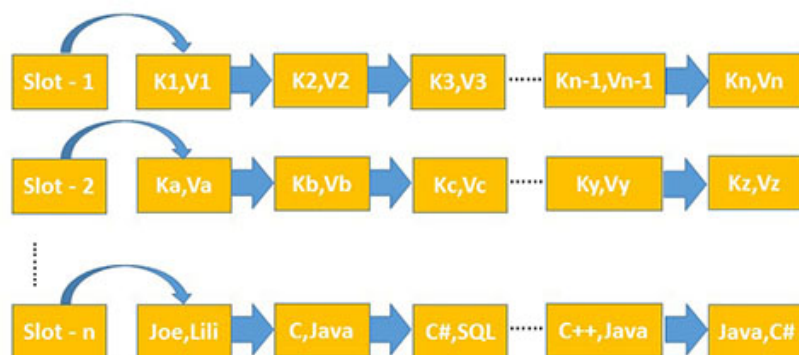 Slot - 1 K1,V1 K2,V2 K3,V3 ...... Kn-1,Vn-1 Kn,Vn
Slot - 2 Ka,Va Kb,Vb Kc,Vc ...... Ky,Vy Kz,Vz
Slot - n Joe,Lili C,Java C#,SQL ...... C++,Java Java,C#